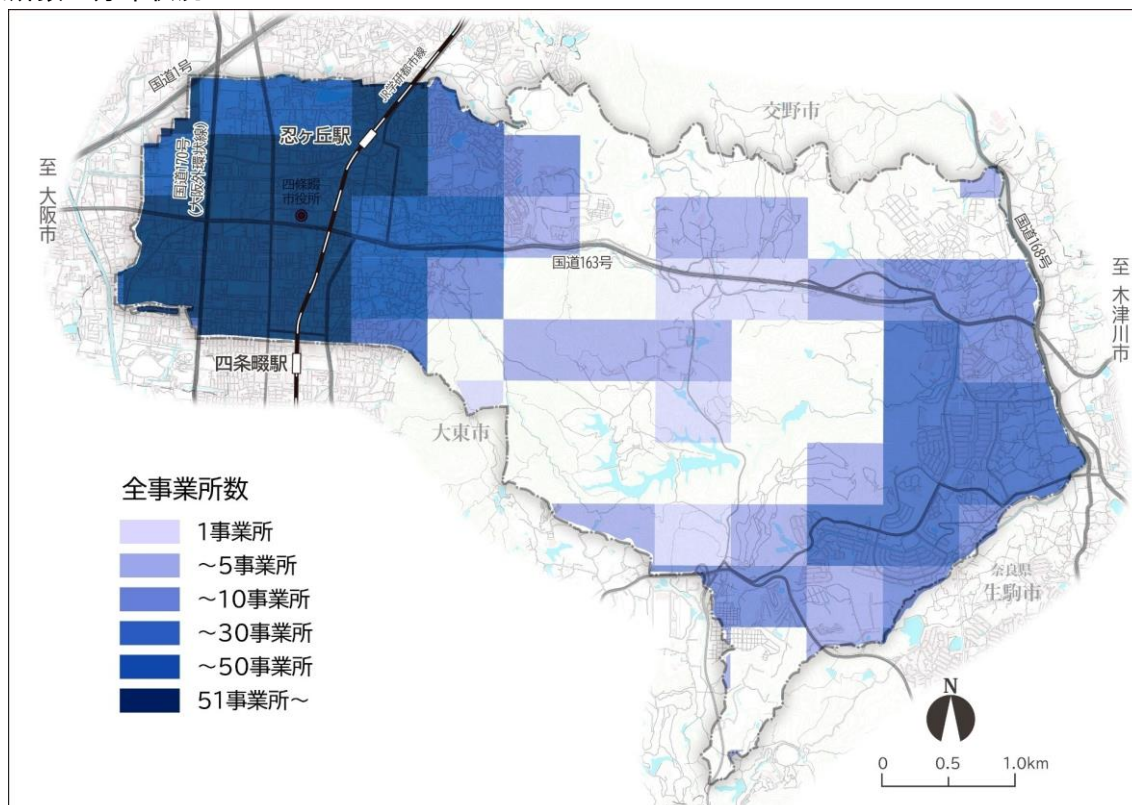 国道1号
JR学研都市線
交野市
忍ケ丘駅
国道170号
(大阪外環状線)
四條畷
市役所
至 大阪市
国道163号
国道168号
至 木津川市
四条畷駅
大東市
奈良県
生駒市
全事業所数
1事業所
～5事業所
～10事業所
～30事業所
～50事業所
51事業所～
N
0 0.5 1.0km